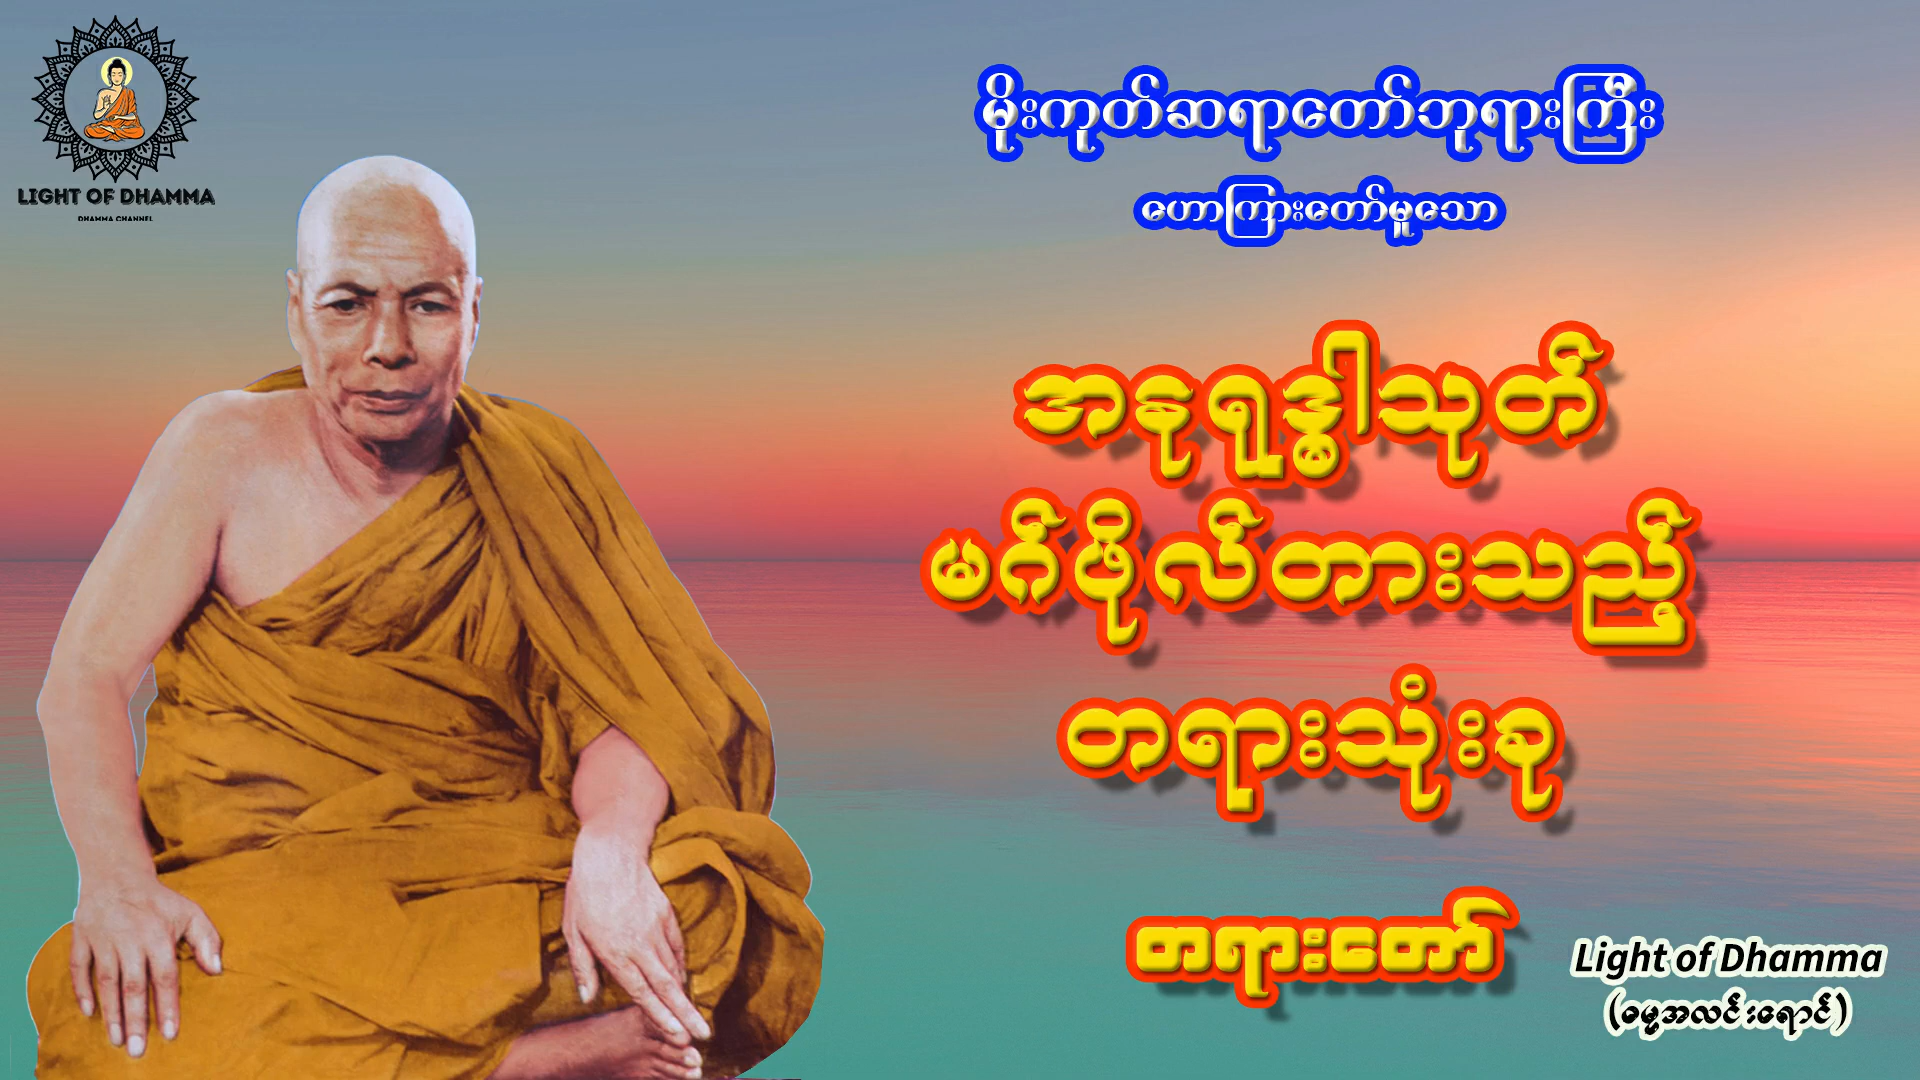 LIGHT OF DHAMMA
DHAMMA CHANNEL
မိုးကုတ်ဆရာတော်ဘုရားကြီး
ဟောကြားတော်မူသော
အနုရုဒ္ဓါသုတ်
မဂ်ဖိုလ်တားသည့်
တရားသုံးခု
တရားတော်
Light of Dhamma
(ဓမ္မအလင်းရောင်)